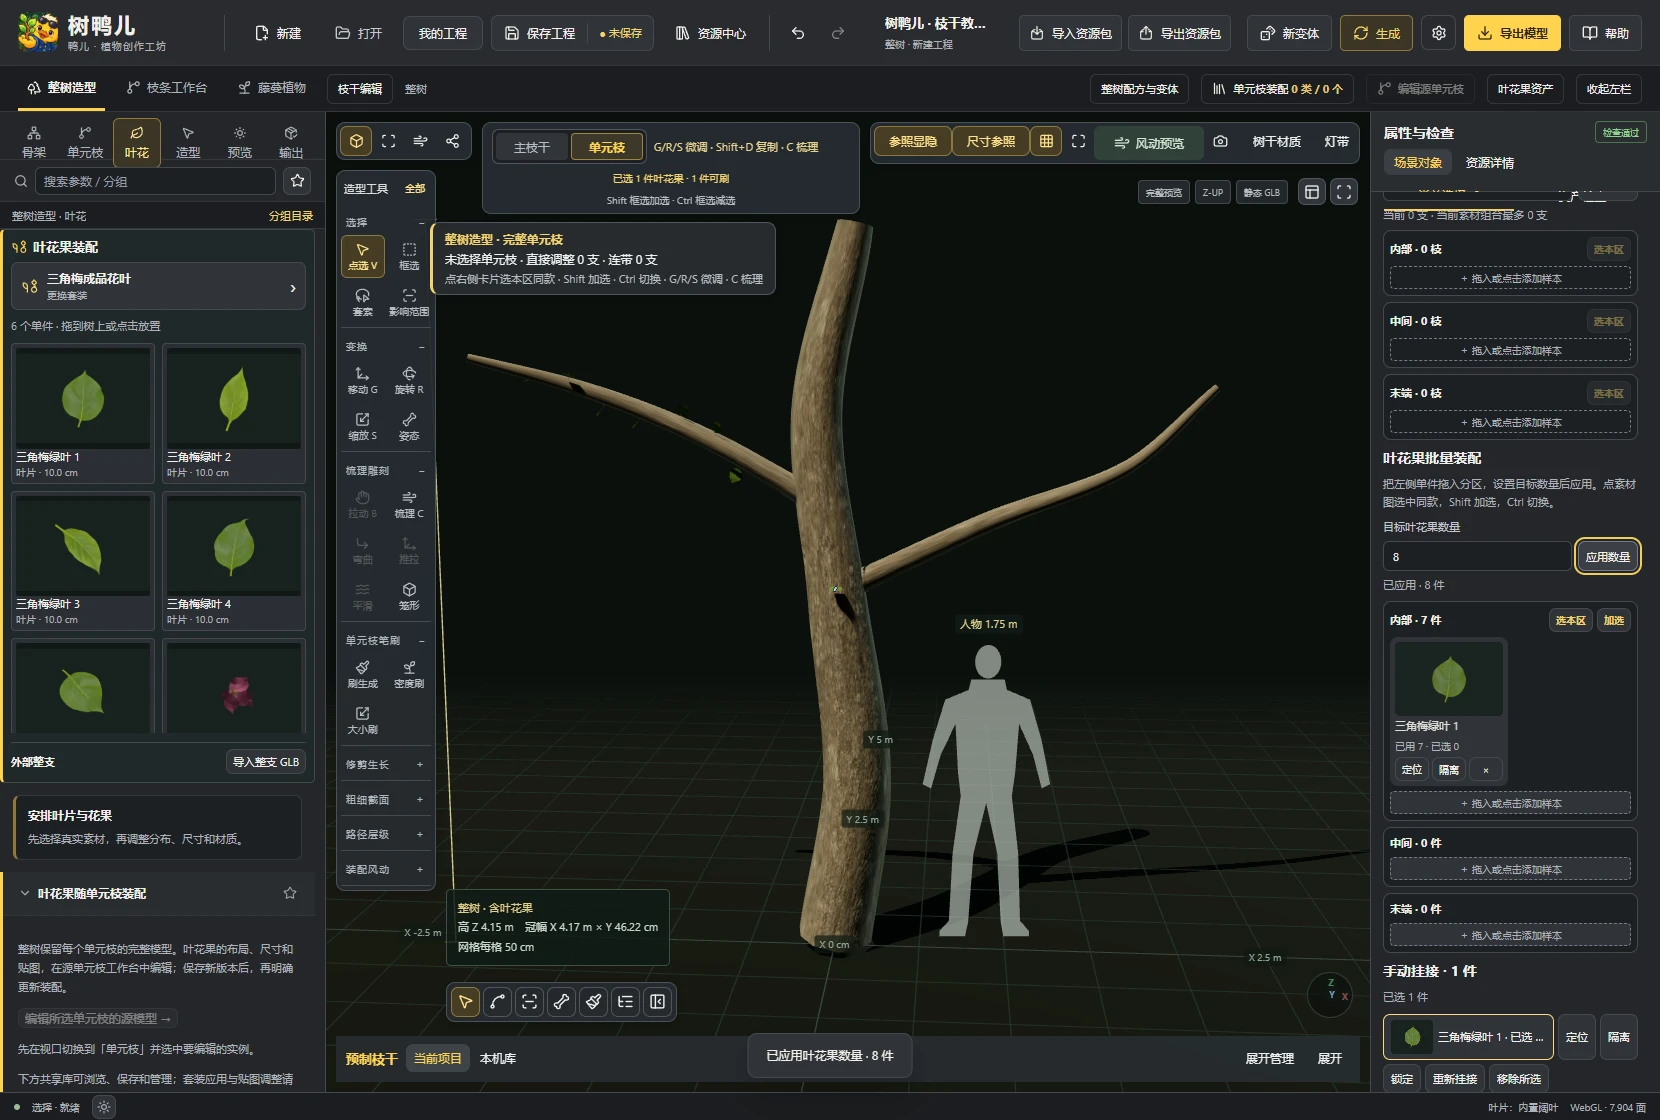 树鸭儿
鸭儿 · 植物创作工坊
新建
打开
我的工程
保存工程
● 未保存
资源中心
树鸭儿 · 枝干教...
整树 · 新建工程
导入资源包
导出资源包
新变体
生成
导出模型
帮助
整树造型
枝条工作台
藤蔓植物
枝干编辑
整树
整树配方与变体
单元枝装配 0 类 / 0 个
编辑源单元枝
叶花果资产
收起左栏
骨架
单元枝
叶花
造型
预览
输出
搜索参数 / 分组
整树造型 · 叶花
分组目录
叶花果装配
三角梅成品花叶
更换套装
6 个单件 · 拖到树上或点击放置
三角梅绿叶 1
叶片 · 10.0 cm
三角梅绿叶 2
叶片 · 10.0 cm
三角梅绿叶 3
叶片 · 10.0 cm
三角梅绿叶 4
叶片 · 10.0 cm
外部整支
导入整支 GLB
安排叶片与花果
先选择真实素材，再调整分布、尺寸和材质。
叶花果随单元枝装配
整树保留每个单元枝的完整模型。叶花果的布局、尺寸和
贴图，在源单元枝工作台中编辑；保存新版本后，再明确
更新装配。
编辑所选单元枝的源模型 →
先在视口切换到「单元枝」并选中要编辑的实例。
下方共享库可浏览、保存和管理；套装应用与贴图调整请
选择 · 就绪
造型工具
全部
选择
点选 V
框选
套索
影响范围
变换
移动 G
旋转 R
缩放 S
姿态
梳理雕刻
拉动 B
梳理 C
弯曲
推拉
平滑
笼形
单元枝笔刷
刷生成
密度刷
大小刷
修剪生长
粗细截面
路径层级
装配风动
主枝干
单元枝
G/R/S 微调 · Shift+D 复制 · C 梳理
已选 1 件叶花果 · 1 件可刷
Shift 框选加选 · Ctrl 框选减选
整树造型 · 完整单元枝
未选择单元枝 · 直接调整 0 支 · 连带 0 支
点右侧卡片选本区同款 · Shift 加选 · Ctrl 切换 · G/R/S 微调 · C 梳理
参照显隐
尺寸参照
风动预览
树干材质
灯带
完整预览
Z-UP
静态 GLB
人物 1.75 m
Y 5 m
Y 2.5 m
X 0 cm
X -2.5 m
X 2.5 m
整树 · 含叶花果
高 Z 4.15 m 冠幅 X 4.17 m × Y 46.22 cm
网格每格 50 cm
Z
Y
X
预制枝干
当前项目
本机库
已应用叶花果数量 · 8 件
展开管理
展开
属性与检查
检查通过
场景对象
资源详情
当前 0 支 · 当前素材组合最多 0 支
内部 · 0 枝
选本区
+ 拖入或点击添加样本
中间 · 0 枝
选本区
+ 拖入或点击添加样本
末端 · 0 枝
选本区
+ 拖入或点击添加样本
叶花果批量装配
把左侧单件拖入分区，设置目标数量后应用。点素材
图选中同款，Shift 加选，Ctrl 切换。
目标叶花果数量
8
应用数量
已应用 · 8 件
内部 · 7 件
选本区
加选
三角梅绿叶 1
已用 7 · 已选 0
定位
隔离
×
+ 拖入或点击添加样本
中间 · 0 件
+ 拖入或点击添加样本
末端 · 0 件
+ 拖入或点击添加样本
手动挂接 · 1 件
已选 1 件
三角梅绿叶 1 · 已选 ...
定位
隔离
锁定
重新挂接
移除所选
叶片：内置阔叶
WebGL · 7,904 面